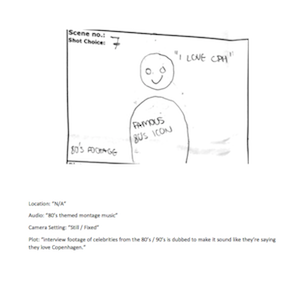 Scene no.:
Shot Choice: 7
"I LOVE CPH"
FAMOUS
80'S ICON
80'S FOOTAGE
Location: "N/A"
Audio: "80's themed montage music"
Camera Setting: "Still / Fixed"
Plot: "interview footage of celebrities from the 80's / 90's is dubbed to make it sound like they're saying
they love Copenhagen."